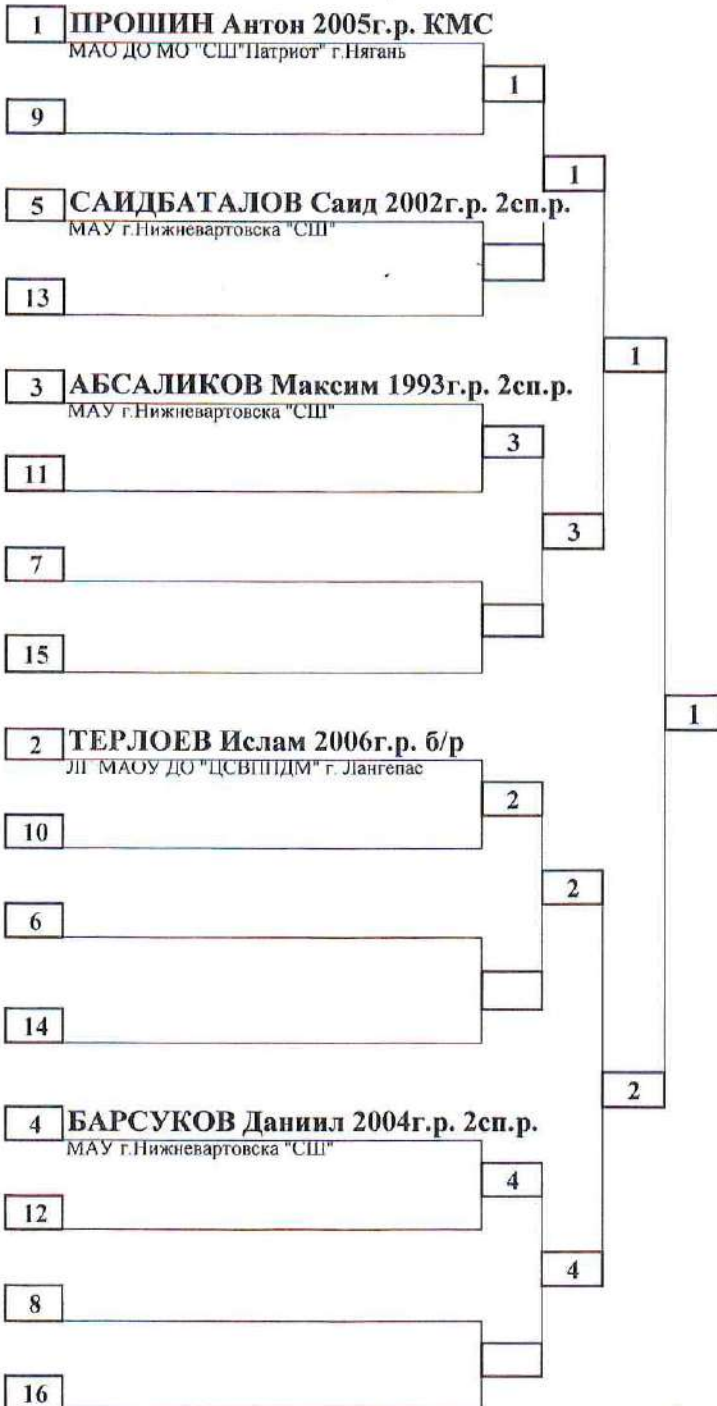 1 ПРОШИН Антон 2005г.р. КМС
МАО ДО МО "СШ"Патриот" г.Нягань
1
9
1
5 САИДБАТАЛОВ Саид 2002г.р. 2сп.р.
МАУ г.Нижневартовска "СШ"
13
1
3 АБСАЛИКОВ Максим 1993г.р. 2сп.р.
МАУ г.Нижневартовска "СШ"
3
11
3
7
15
1
2 ТЕРЛОЕВ Ислам 2006г.р. б/р
ЛГ МАОУ ДО "ЦСВППДМ" г. Лангепас
2
10
2
6
14
2
4 БАРСУКОВ Даниил 2004г.р. 2сп.р.
МАУ г.Нижневартовска "СШ"
4
12
4
8
16